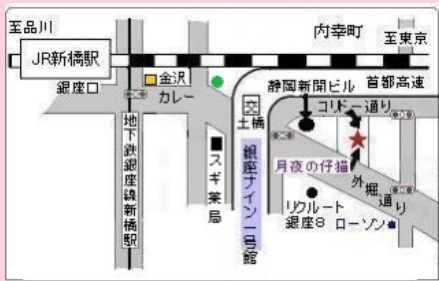 至品川
内幸町
至東京
JR新橋駅
首都高速
静岡新聞ビル
銀座口
金沢
カレー
コリドー通り
交
土橋
地下鉄銀座線新橋駅
スギ薬局
銀座ナイン一号館
月夜の仔猫
外堀通り
リクルート
銀座8
ローソン